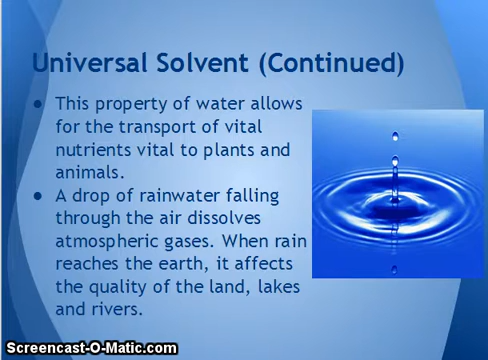 Universal Solvent (Continued)
● This property of water allows
for the transport of vital
nutrients vital to plants and
animals.
● A drop of rainwater falling
through the air dissolves
atmospheric gases. When rain
reaches the earth, it affects
the quality of the land, lakes
and rivers.
Screencast-O-Matic.com